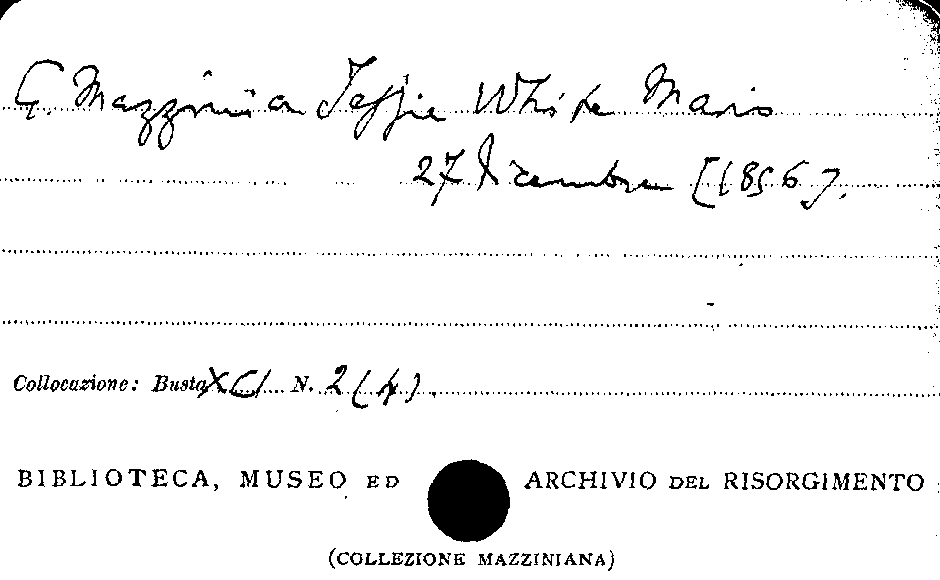 G. Mazzini a Jessie White Mario
27 Dicembre [1856].
Collocazione: Busta XCI N. 2 (4)
BIBLIOTECA, MUSEO ED ARCHIVIO DEL RISORGIMENTO
(COLLEZIONE MAZZINIANA)